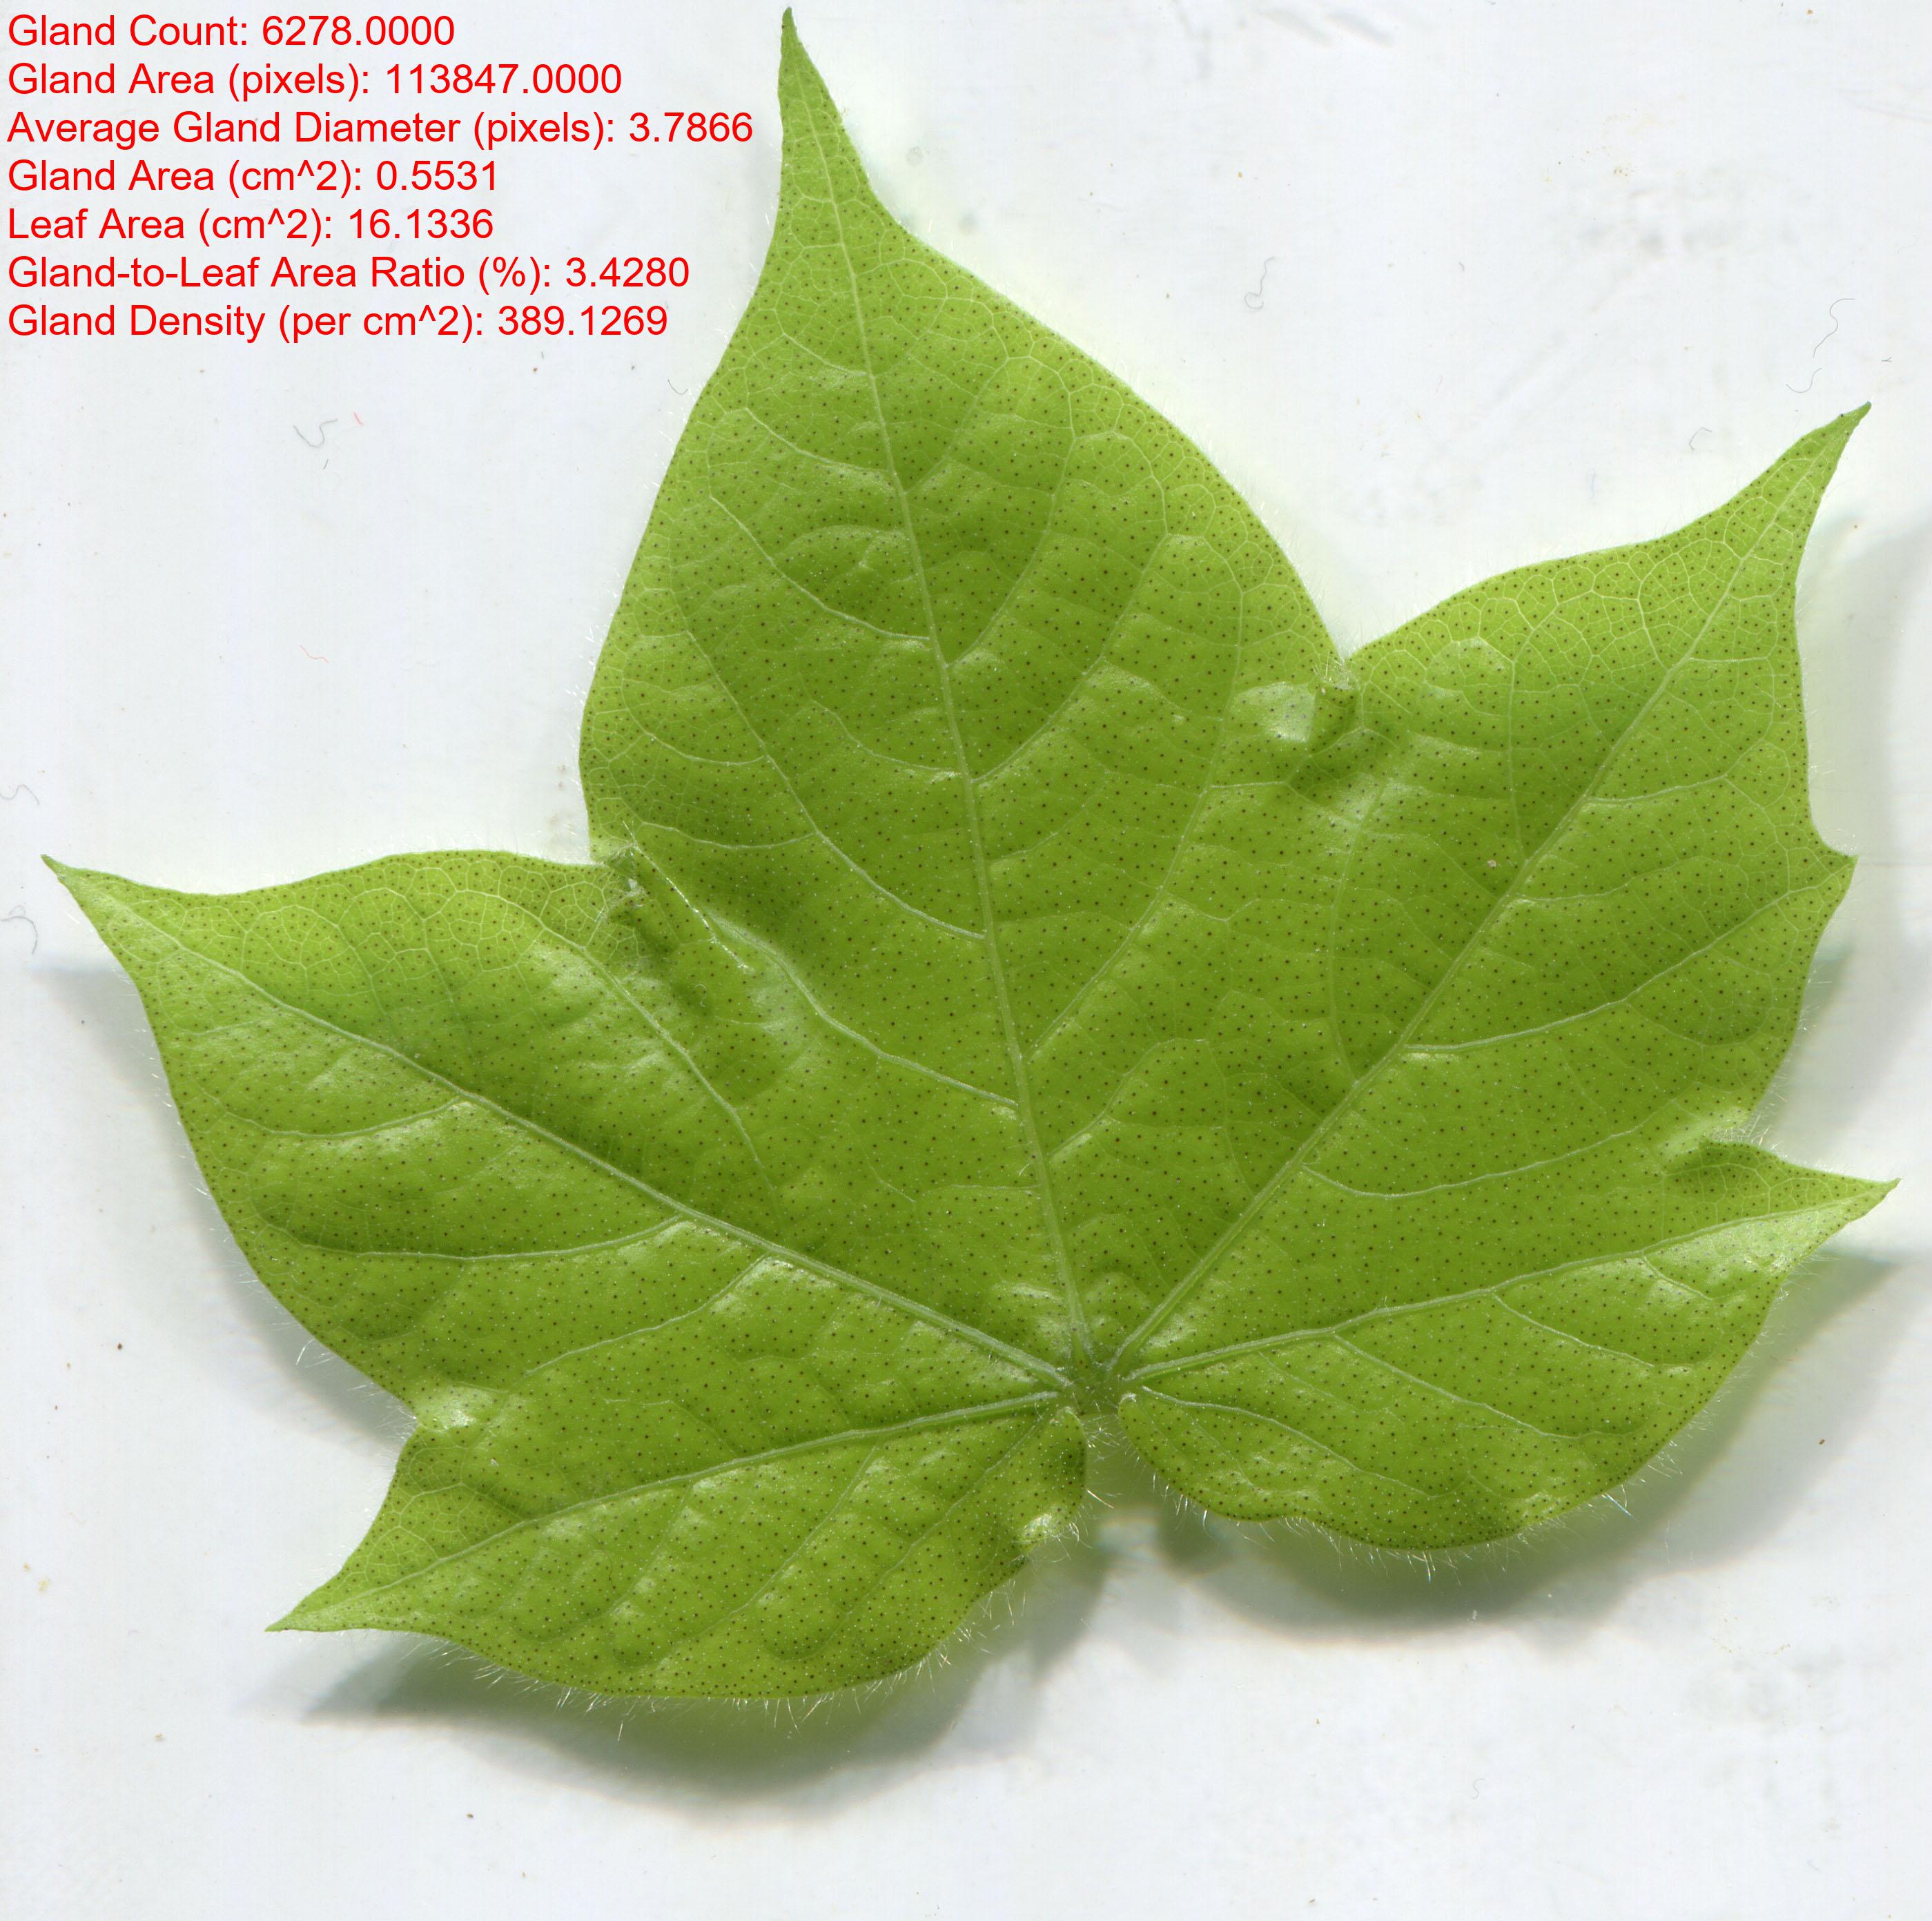 Gland Count: 6278.0000
Gland Area (pixels): 113847.0000
Average Gland Diameter (pixels): 3.7866
Gland Area (cm^2): 0.5531
Leaf Area (cm^2): 16.1336
Gland-to-Leaf Area Ratio (%): 3.4280
Gland Density (per cm^2): 389.1269